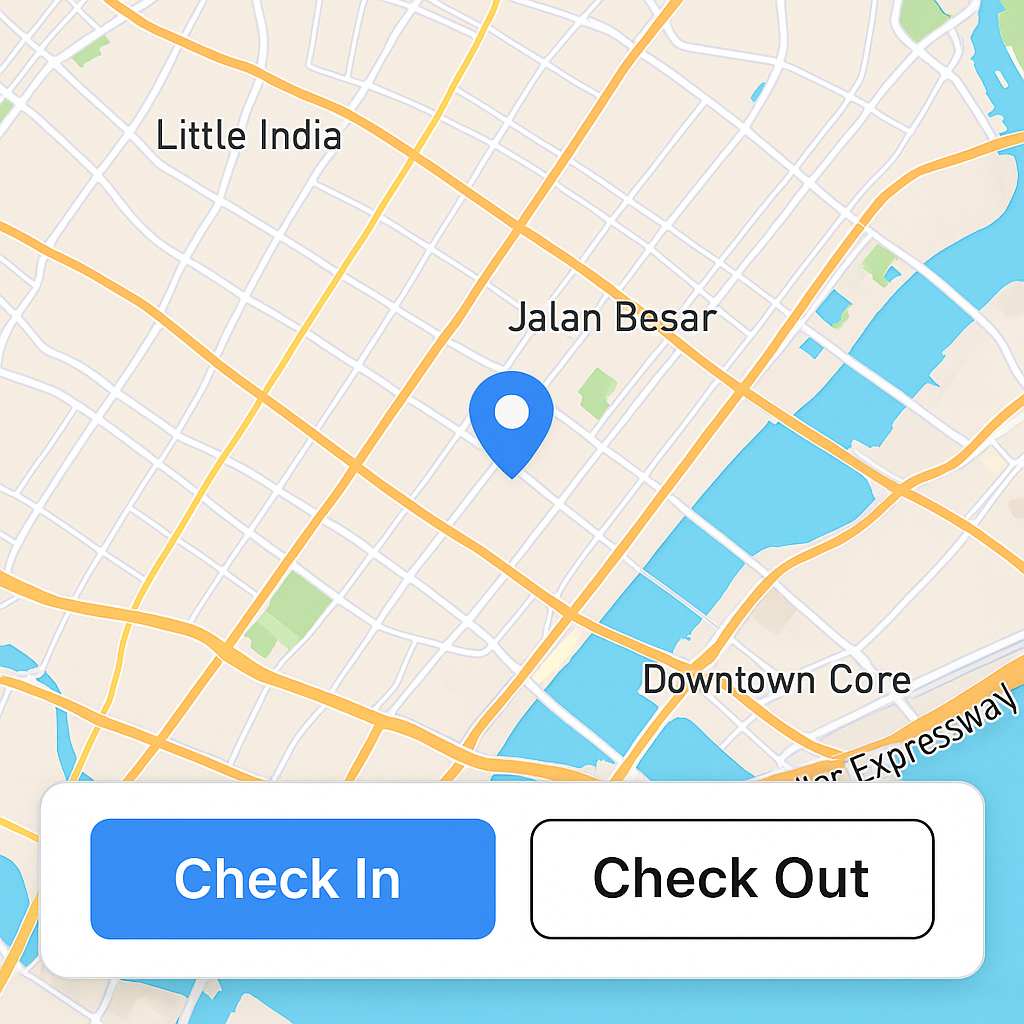 Little India
Jalan Besar
Downtown Core
Expressway
Check In
Check Out